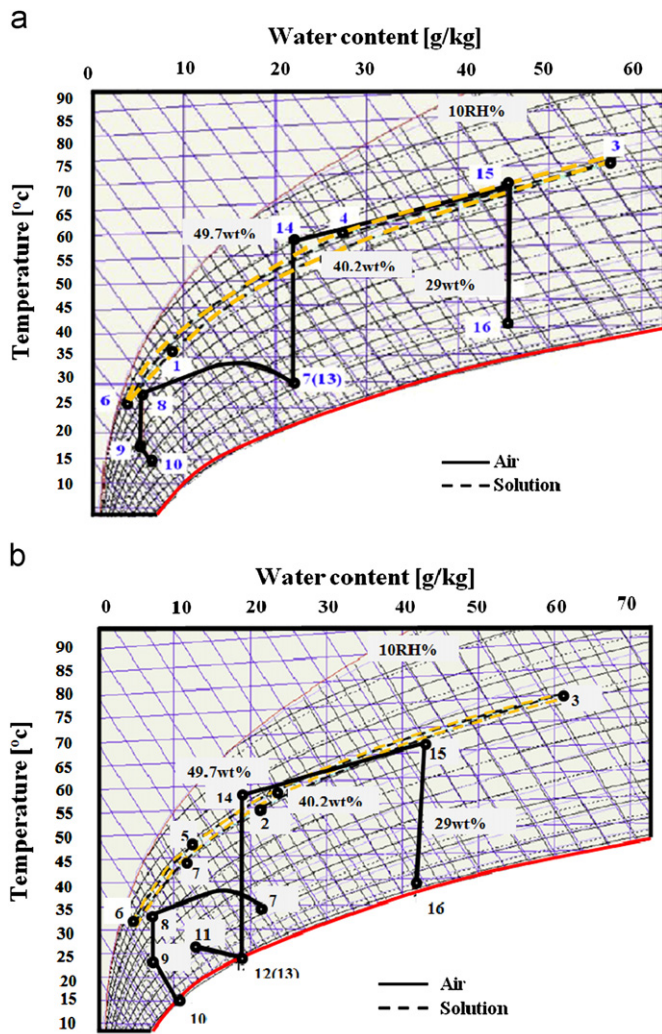 a
Water content [g/kg]
0 10 20 30 40 50 60
90
85
80
75
70
65
60
55
50
45
40
35
30
25
20
15
10
Temperature [°c]
10RH%
3
15
49.7wt% 14 4
40.2wt%
29wt%
16
1
7(13)
6 8
9 10
Air
Solution
b
Water content [g/kg]
0 10 20 30 40 50 60 70
90
85
80
75
70
65
60
55
50
45
40
35
30
25
20
15
10
Temperature [°c]
10RH%
3
15
49.7wt%
14 40.2wt%
2
29wt%
5
7
6 8 7
16
11
9
12(13)
10
Air
Solution